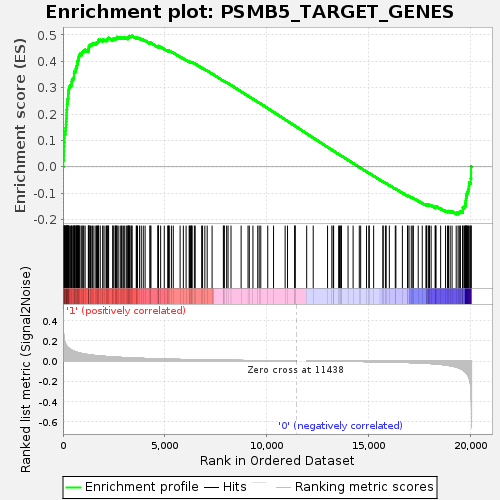 Enrichment plot: PSMB5_TARGET_GENES
Enrichment score (ES)
0.5
0.4
0.3
0.2
0.1
0.0
-0.1
-0.2
'1' (positively correlated)
Ranked list metric (Signal2Noise)
0.4
0.2
0.0
-0.2
-0.4
-0.6
Zero cross at 11438
'0' (negatively correlated)
0
5,000
10,000
15,000
20,000
Rank in Ordered Dataset
Enrichment profile
Hits
Ranking metric scores